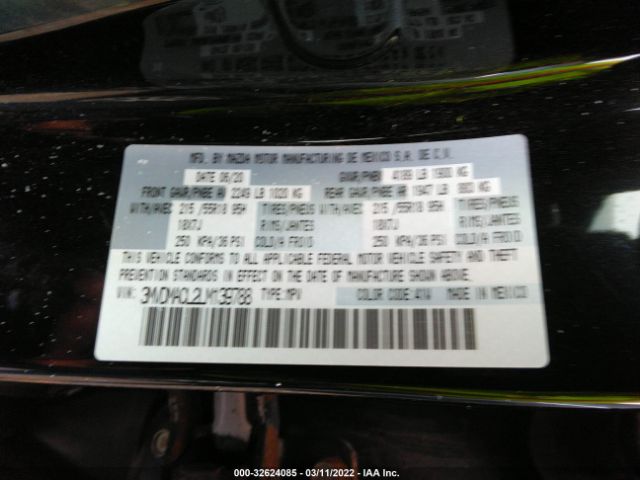 MFD. BY MAZDA MOTOR MANUFACTURING DE MEXICO S.A. DE C.V.
DATE 06/20 GVWR/PNBV 4189 LB 1900 KG
FRONT GAWR/PNBE AV 2249 LB 1020 KG REAR GAWR/PNBE AR 1947 LB 883 KG
WITH/AVEC 215 /55R18 95H TIRES/PNEUS WITH/AVEC 215 /55R18 95H TIRES/PNEUS
18X7J RIMS/JANTES 18X7J RIMS/JANTES
250 KPA/36 PSI COLD/A FROID 250 KPA/36 PSI COLD/A FROID
THIS VEHICLE CONFORMS TO ALL APPLICABLE FEDERAL MOTOR VEHICLE SAFETY AND THEFT
PREVENTION STANDARDS IN EFFECT ON THE DATE OF MANUFACTURE SHOWN ABOVE.
VIN: TYPE: MPV COLOR CODE: 41W MADE IN MEXICO
000-32624085 - 03/11/2022 - IAA Inc.